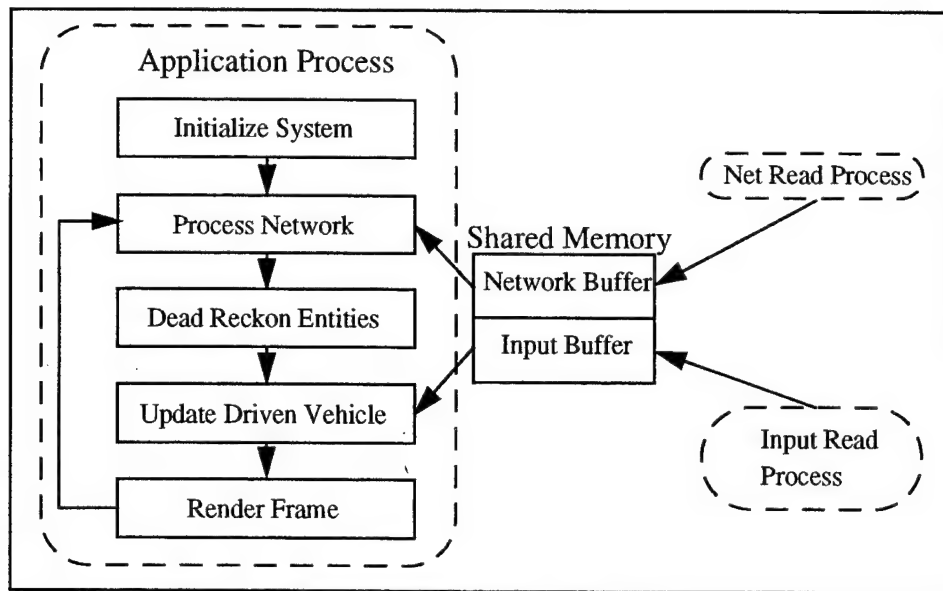 Application Process
Initialize System
Process Network
Dead Reckon Entities
Update Driven Vehicle
Render Frame
Shared Memory
Network Buffer
Input Buffer
Net Read Process
Input Read
Process